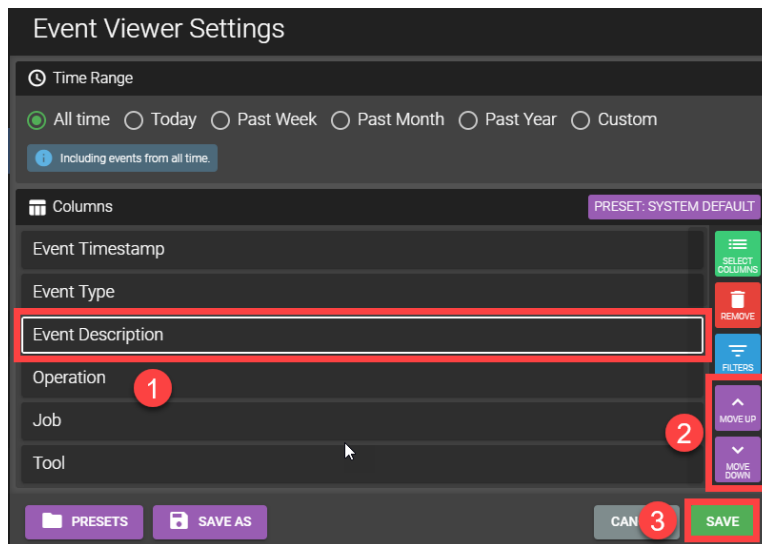 Event Viewer Settings
Time Range
All time Today Past Week Past Month Past Year Custom
Including events from all time.
Columns PRESET: SYSTEM DEFAULT
Event Timestamp
SELECT
COLUMNS
Event Type
REMOVE
Event Description
FILTERS
Operation
1
MOVE UP
Job
2
Tool
MOVE
DOWN
PRESETS SAVE AS CAN 3 SAVE